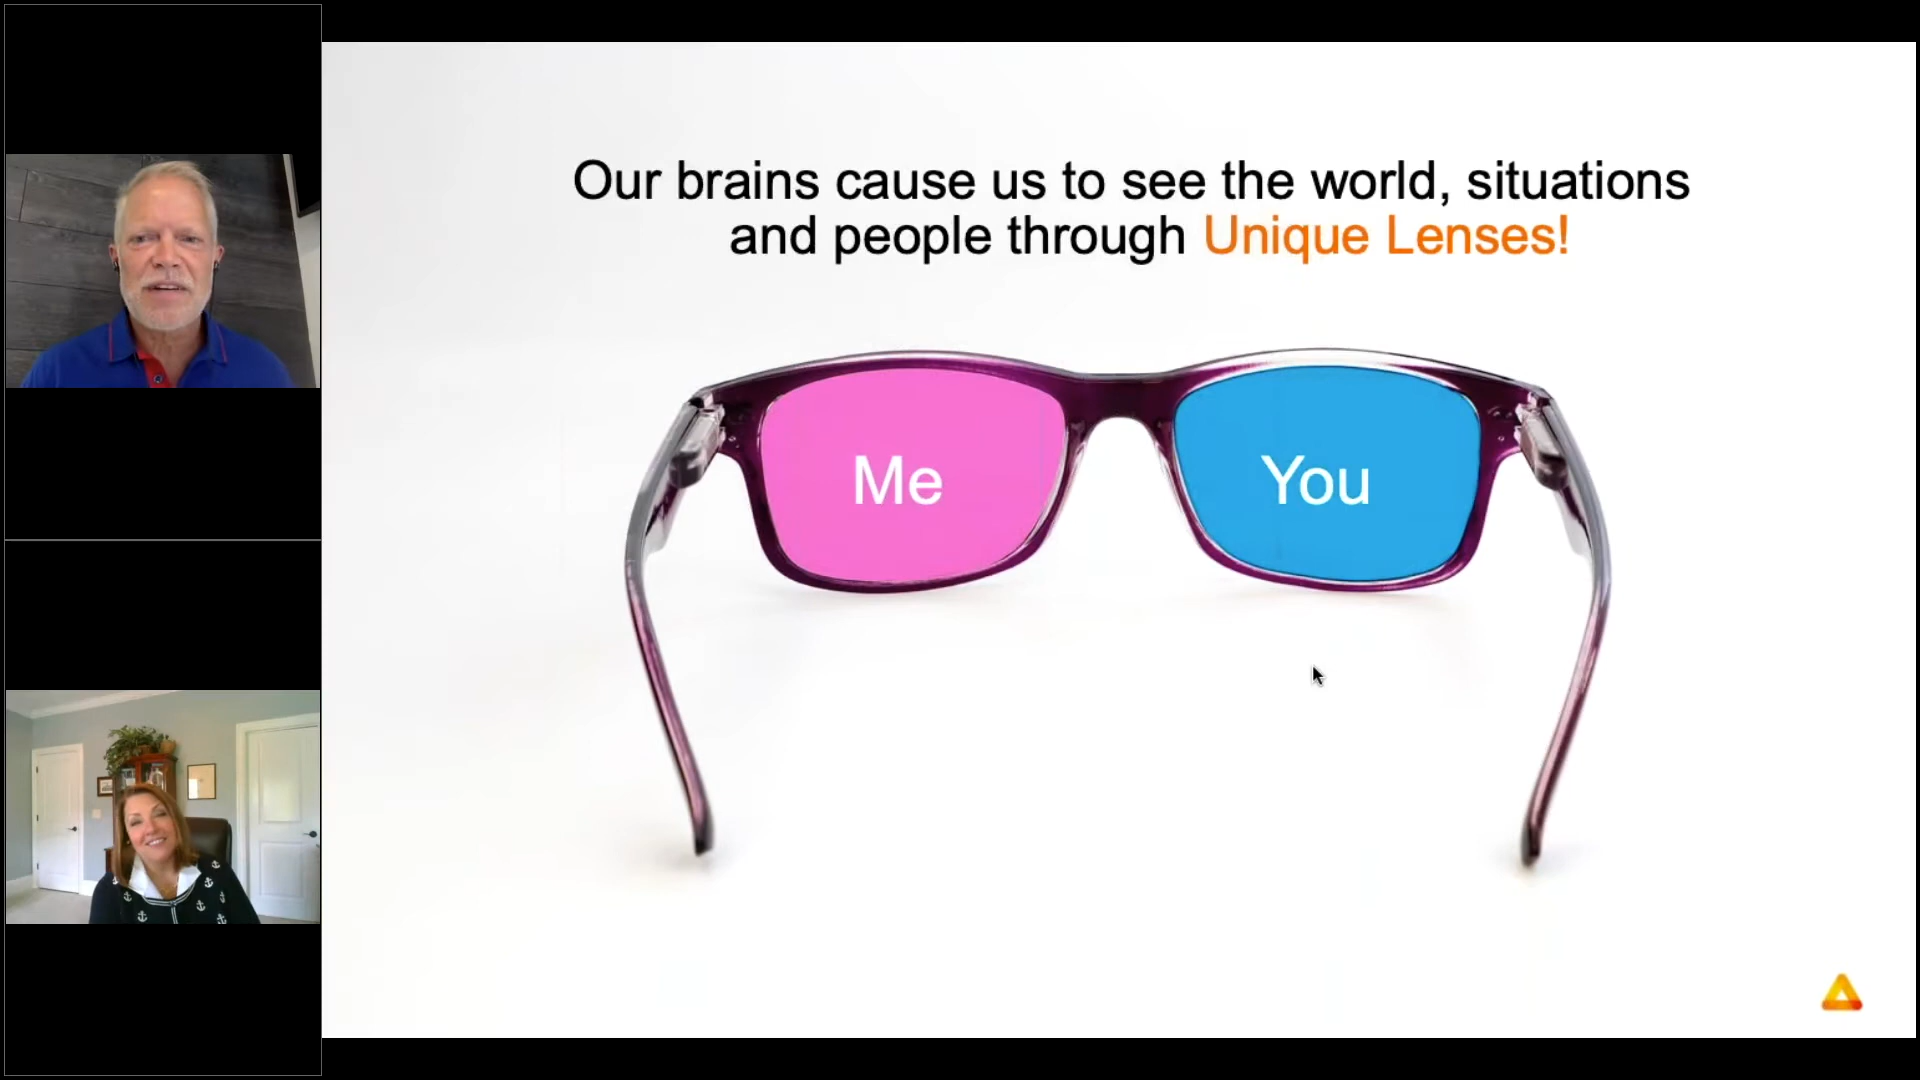 Our brains cause us to see the world, situations
and people through Unique Lenses!
Me
You